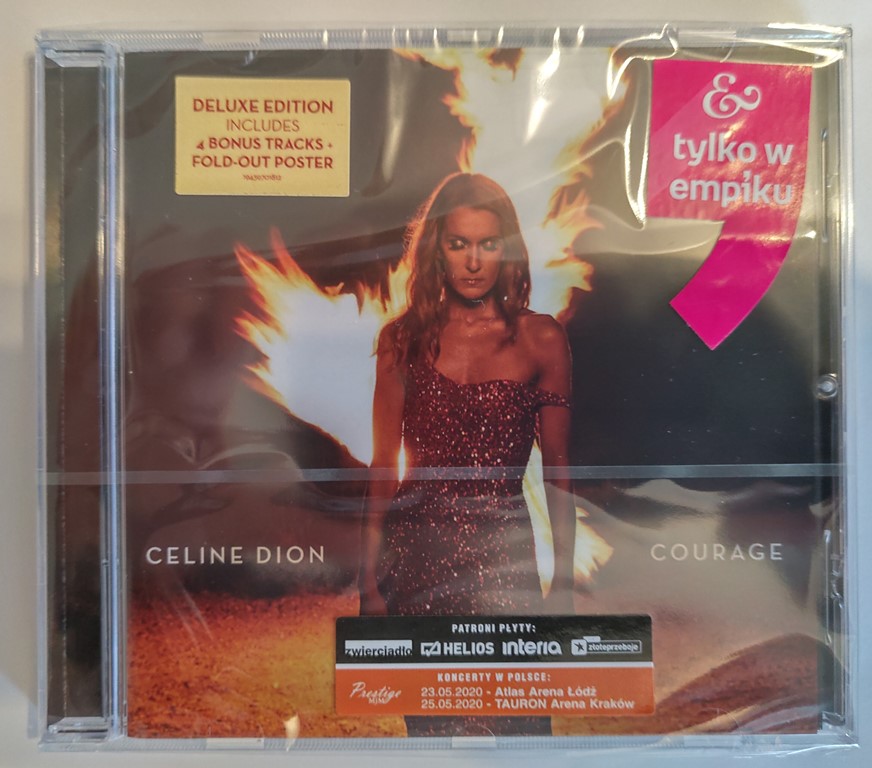 DELUXE EDITION
INCLUDES
4 BONUS TRACKS +
FOLD-OUT POSTER
&
tylko w
empiku
CELINE DION
COURAGE
PATRONI PŁYTY:
zwierciadło HELIOS interia złoteprzeboje
KONCERTY W POLSCE:
Prestige
MJM
23.05.2020 - Atlas Arena Łódź
25.05.2020 - TAURON Arena Kraków